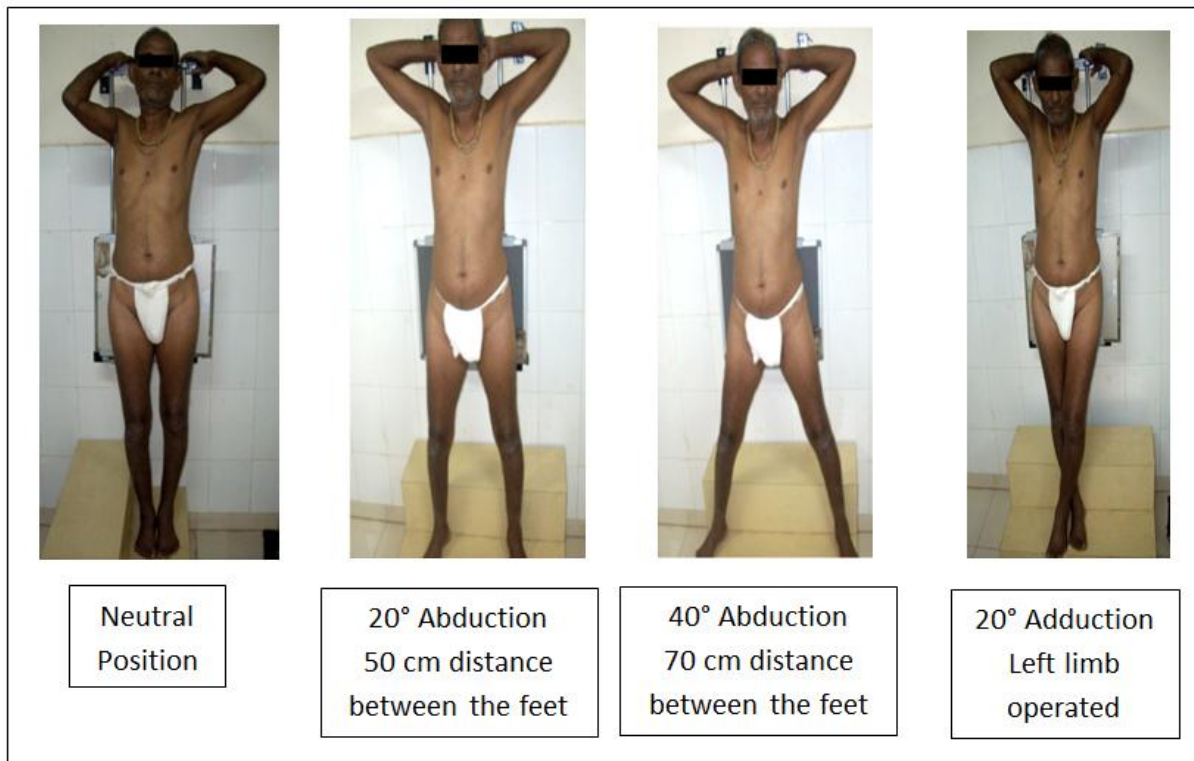 Neutral
Position
20° Abduction
50 cm distance
between the feet
40° Abduction
70 cm distance
between the feet
20° Adduction
Left limb
operated